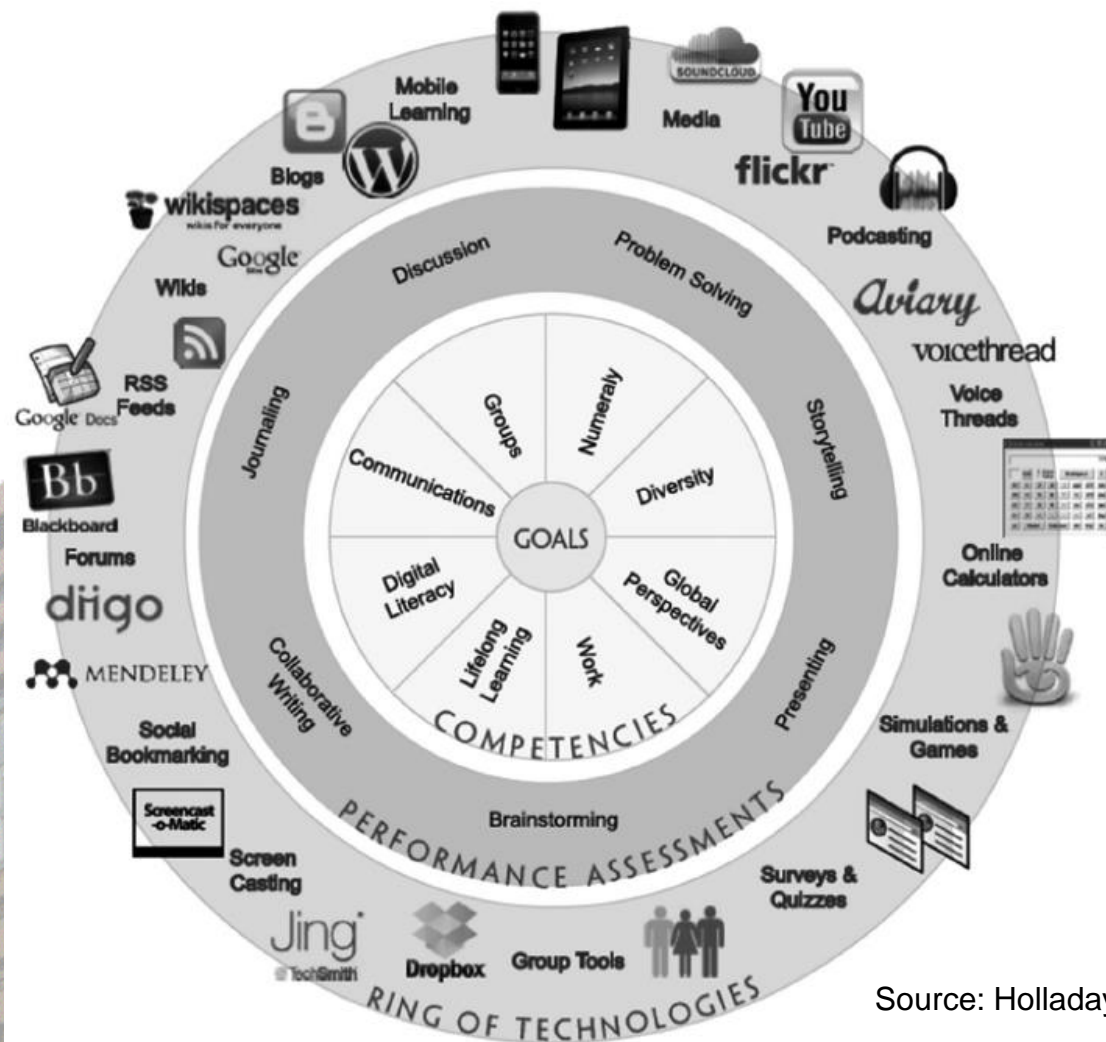 Mobile
Learning
SOUNDCLOUD
Media
You
Tube
flickr
Blogs
wikispaces
wikis for everyone
Google
Wikis
Podcasting
Aviary
voicethread
Voice
Threads
RSS
Feeds
Google Docs
Bb
Blackboard
Forums
diigo
MENDELEY
Social
Bookmarking
Screencast
-o-Matic
Screen
Casting
Jing
TechSmith
Dropbox
Group Tools
Surveys &
Quizzes
Simulations &
Games
Online
Calculators
RING OF TECHNOLOGIES
Discussion
Problem Solving
Storytelling
Presenting
Brainstorming
Collaborative
Writing
Journaling
PERFORMANCE ASSESSMENTS
Groups
Numeraly
Diversity
Global
Perspectives
Work
Lifelong
Learning
Digital
Literacy
Communications
COMPETENCIES
GOALS
Source: Holladay